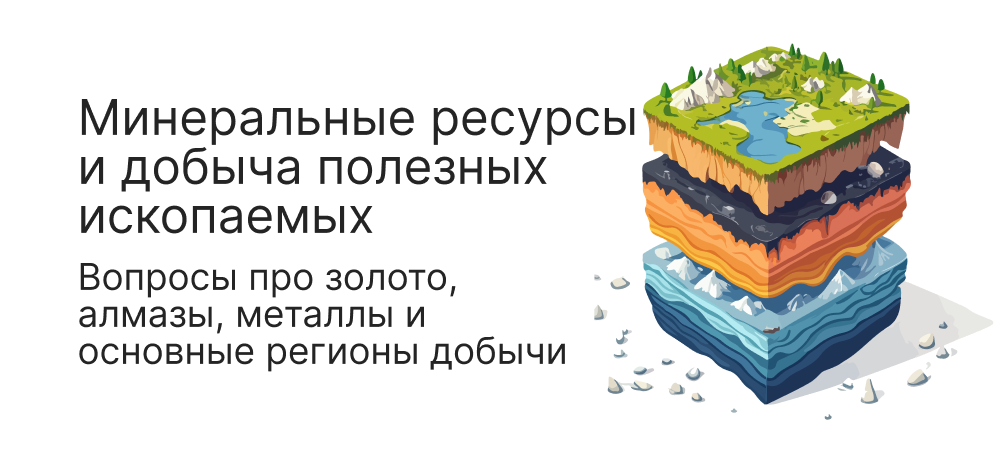 Минеральные ресурсы
и добыча полезных
ископаемых
Вопросы про золото,
алмазы, металлы и
основные регионы добычи